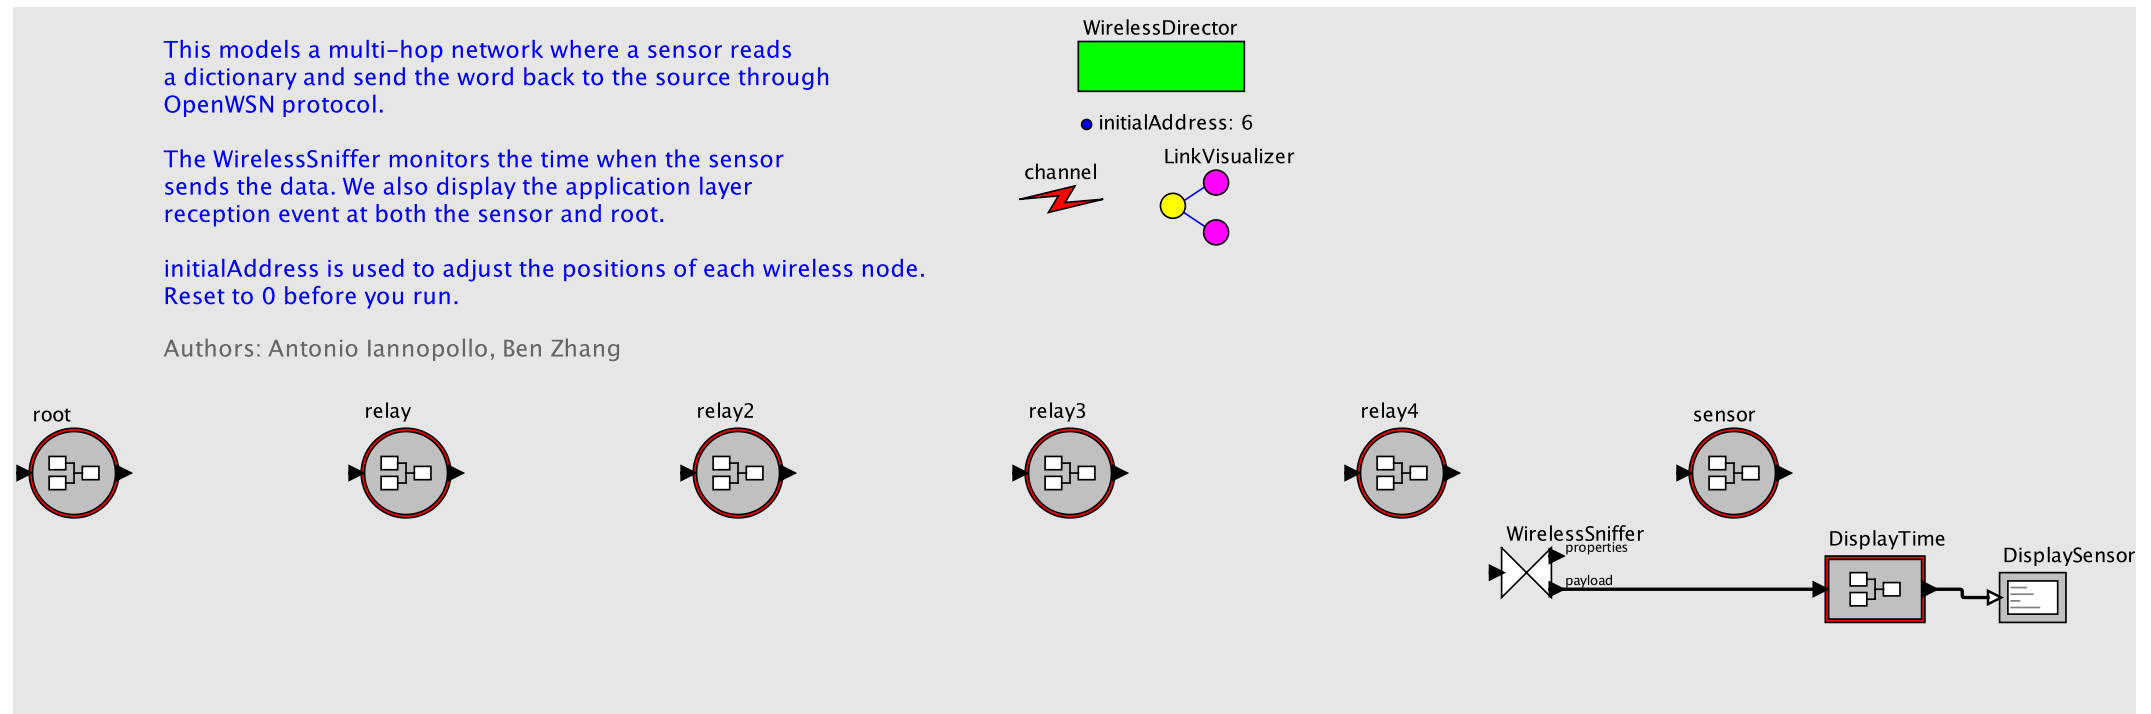 WirelessDirector
This models a multi-hop network where a sensor reads
a dictionary and send the word back to the source through
OpenWSN protocol.
initialAddress: 6
The WirelessSniffer monitors the time when the sensor
sends the data. We also display the application layer
reception event at both the sensor and root.
LinkVisualizer
channel
initialAddress is used to adjust the positions of each wireless node.
Reset to 0 before you run.
Authors: Antonio Iannopollo, Ben Zhang
root
relay
relay2
relay3
relay4
sensor
WirelessSniffer
properties
payload
DisplayTime
DisplaySensor